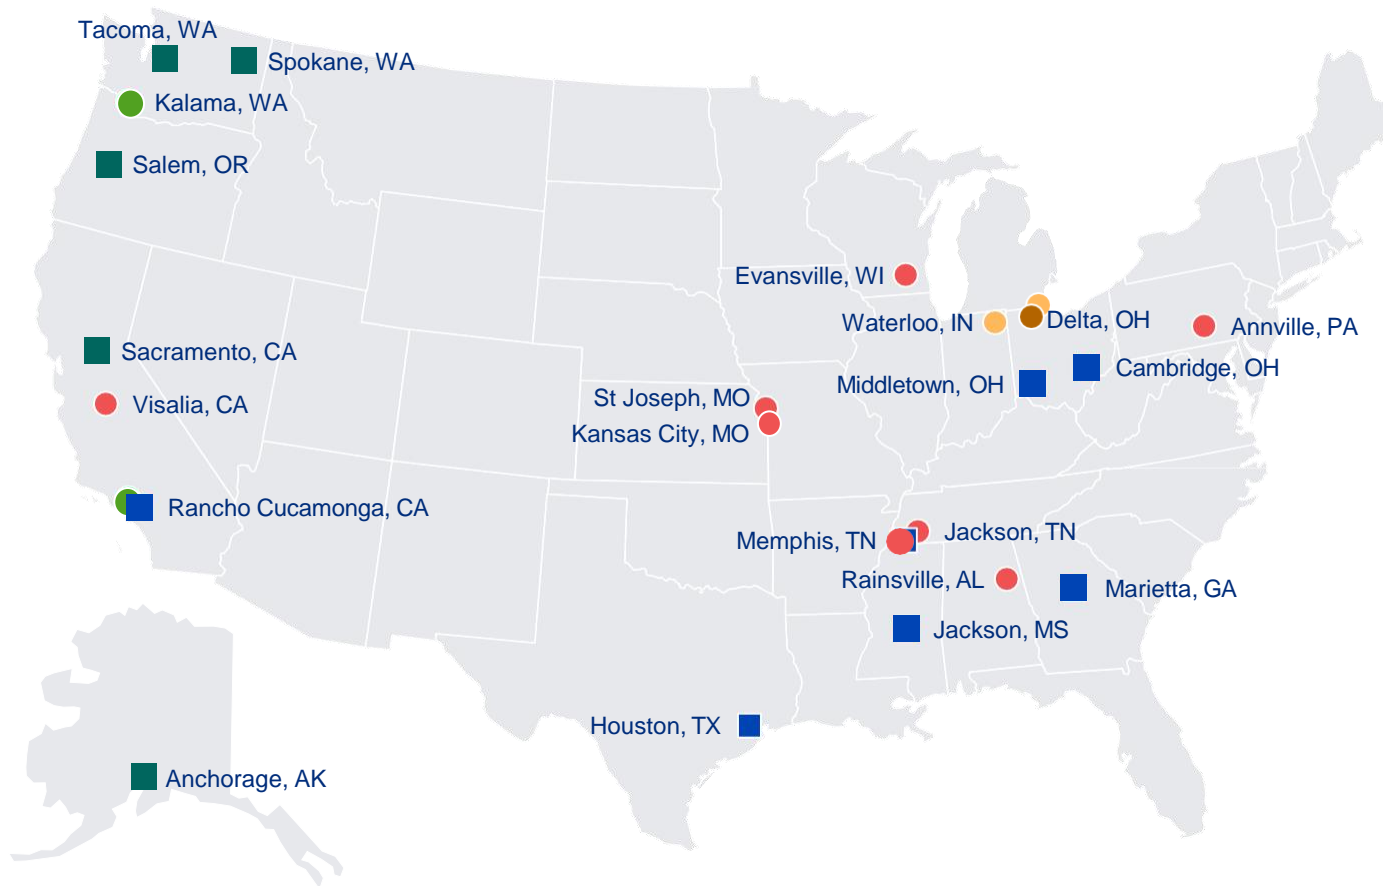 Tacoma, WA
Spokane, WA
Kalama, WA
Salem, OR
Evansville, WI
Waterloo, IN
Delta, OH
Annville, PA
Sacramento, CA
Cambridge, OH
Middletown, OH
Visalia, CA
St Joseph, MO
Kansas City, MO
Rancho Cucamonga, CA
Memphis, TN
Jackson, TN
Rainsville, AL
Marietta, GA
Jackson, MS
Houston, TX
Anchorage, AK